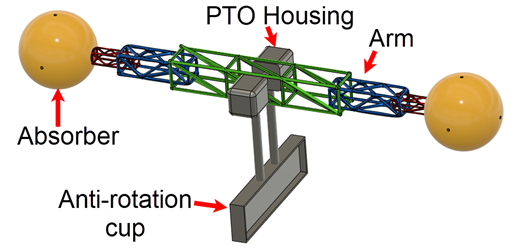 PTO Housing
Arm
Absorber
Anti-rotation
cup